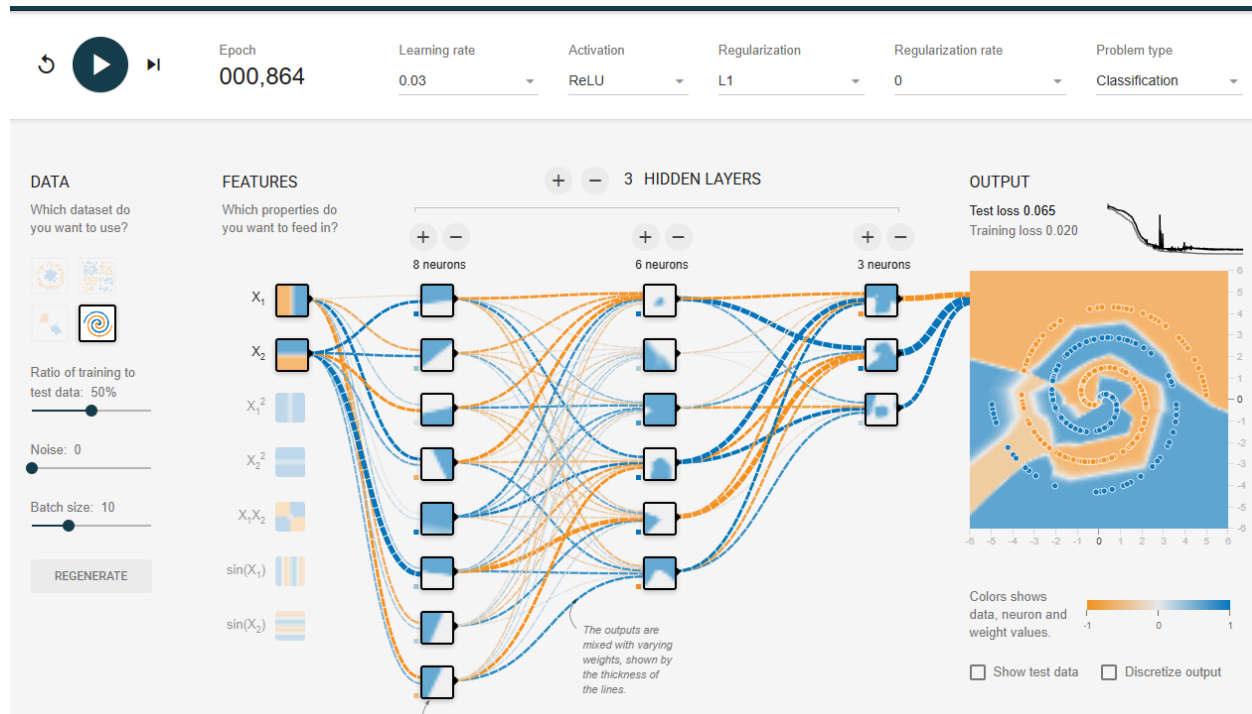 Epoch
000,864
Learning rate
0.03
Activation
ReLU
Regularization
L1
Regularization rate
0
Problem type
Classification
DATA
Which dataset do
you want to use?
Ratio of training to
test data: 50%
Noise: 0
Batch size: 10
REGENERATE
FEATURES
Which properties do
you want to feed in?
X₁
X₂
X₁²
X₂²
X₁X₂
sin(X₁)
sin(X₂)
+ − 3 HIDDEN LAYERS
+ −
8 neurons
+ −
6 neurons
+ −
3 neurons
The outputs are
mixed with varying
weights, shown by
the thickness of
the lines.
OUTPUT
Test loss 0.065
Training loss 0.020
6
5
4
3
2
1
0
-1
-2
-3
-4
-5
-6
-6 -5 -4 -3 -2 -1 0 1 2 3 4 5 6
Colors shows
data, neuron and
weight values.
-1 0 1
Show test data
Discretize output